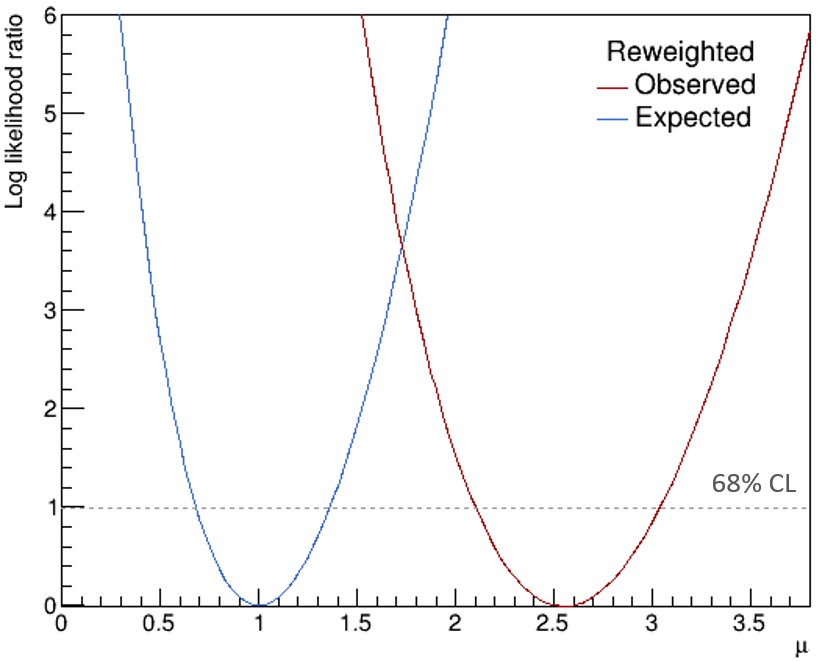 Log likelihood ratio
6
5
4
3
2
1
0
Reweighted
Observed
Expected
68% CL
0 0.5 1 1.5 2 2.5 3 3.5
μ